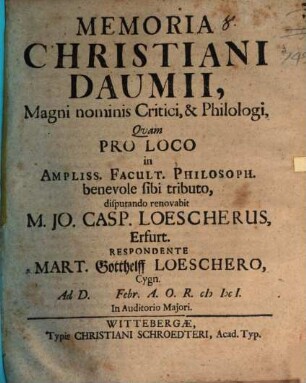 MEMORIA
CHRISTIANI
DAUMII,
Magni nominis Critici, & Philologi,
Quam
PRO LOCO
in
AMPLISS. FACULT. PHILOSOPH.
benevole sibi tributo,
disputando renovabit
M. JO. CASP. LOESCHERUS,
Erfurt.
RESPONDENTE
MART. Gotthelff LOESCHERO,
Cygn.
Ad D. Febr. A. O. R. cIↄ Iↄc I.
In Auditorio Majori.
WITTEBERGÆ,
Typis CHRISTIANI SCHROEDTERI, Acad. Typ.